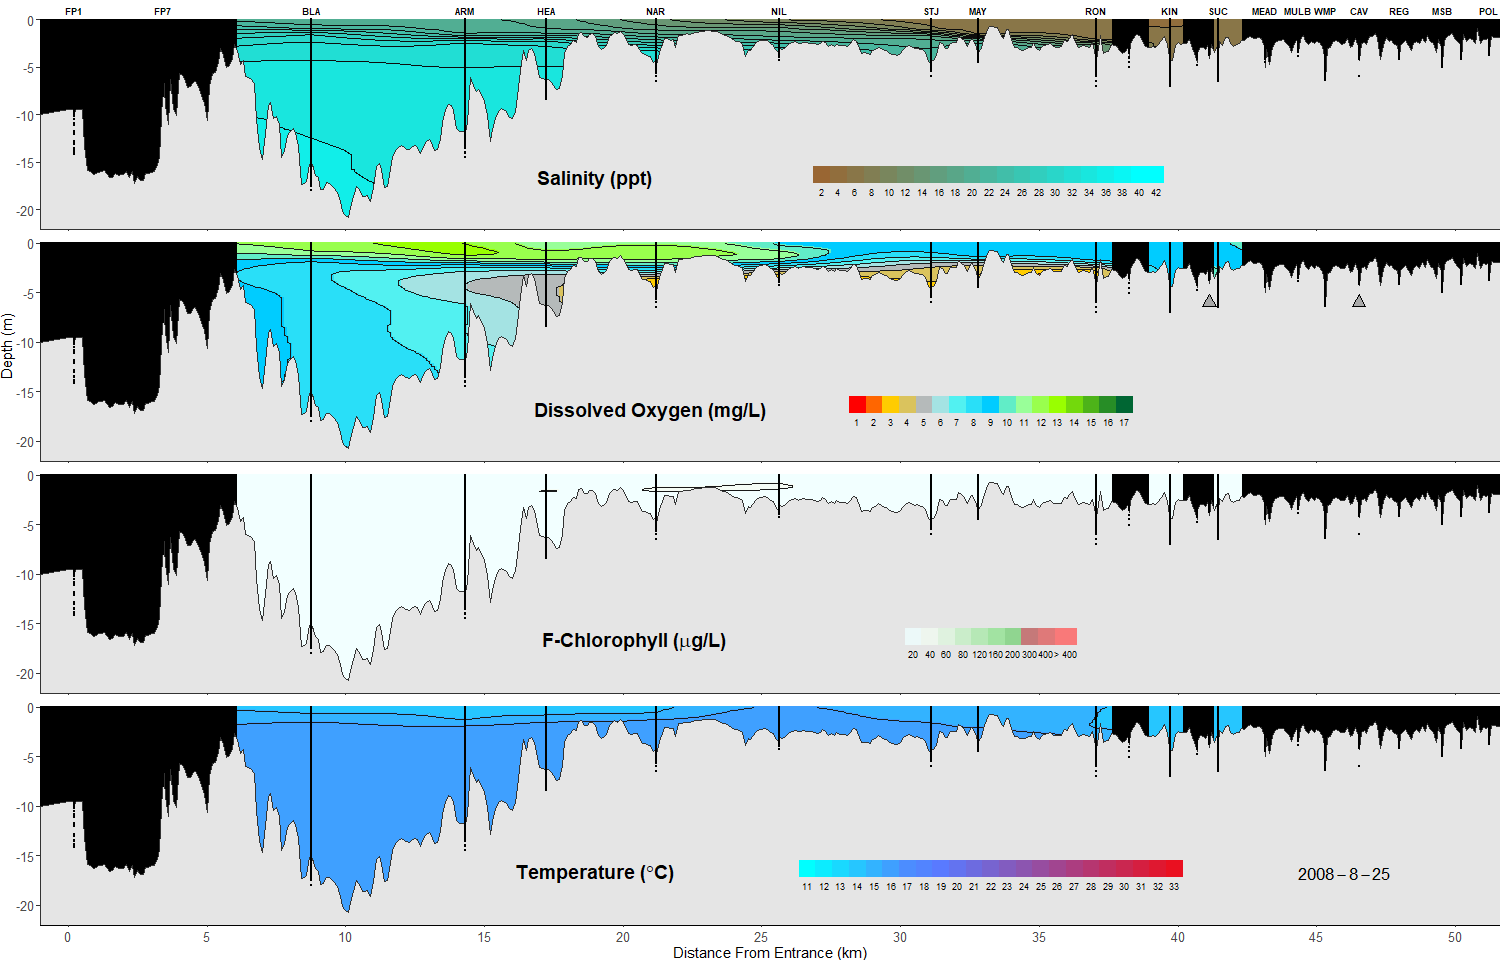 FP1 FP7 BLA ARM HEA NAR NIL STJ MAY RON KIN SUC MEAD MULB WMP CAV REG MSB POL
0
-5
-10
-15
-20
Salinity (ppt)
2 4 6 8 10 12 14 16 18 20 22 24 26 28 30 32 34 36 38 40 42
0
-5
-10
-15
-20
Depth (m)
Dissolved Oxygen (mg/L)
1 2 3 4 5 6 7 8 9 10 11 12 13 14 15 16 17
0
-5
-10
-15
-20
F-Chlorophyll (μg/L)
20 40 60 80 120 160 200 300 400 > 400
0
-5
-10
-15
-20
Temperature (°C)
11 12 13 14 15 16 17 18 19 20 21 22 23 24 25 26 27 28 29 30 31 32 33
2008-8-25
0 5 10 15 20 25 30 35 40 45 50
Distance From Entrance (km)